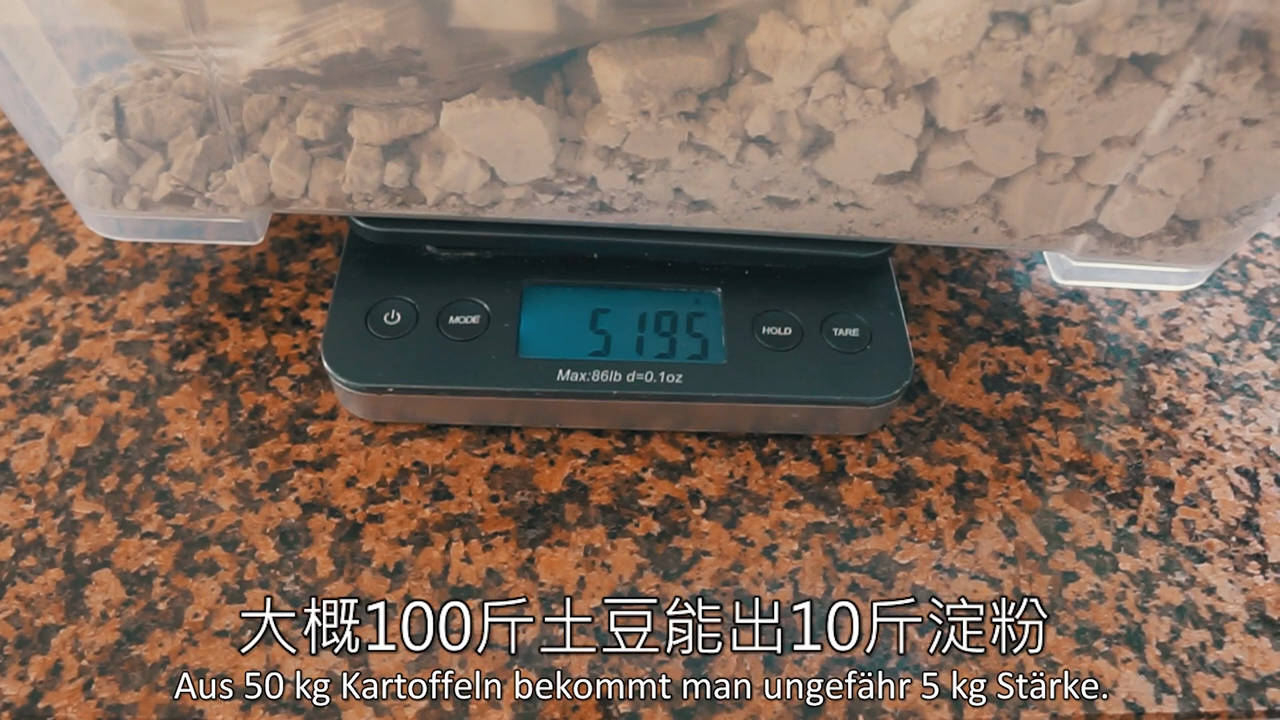 MODE
5195
HOLD
TARE
Max:86lb d=0.1oz
大概100斤土豆能出10斤淀粉
Aus 50 kg Kartoffeln bekommt man ungefähr 5 kg Stärke.